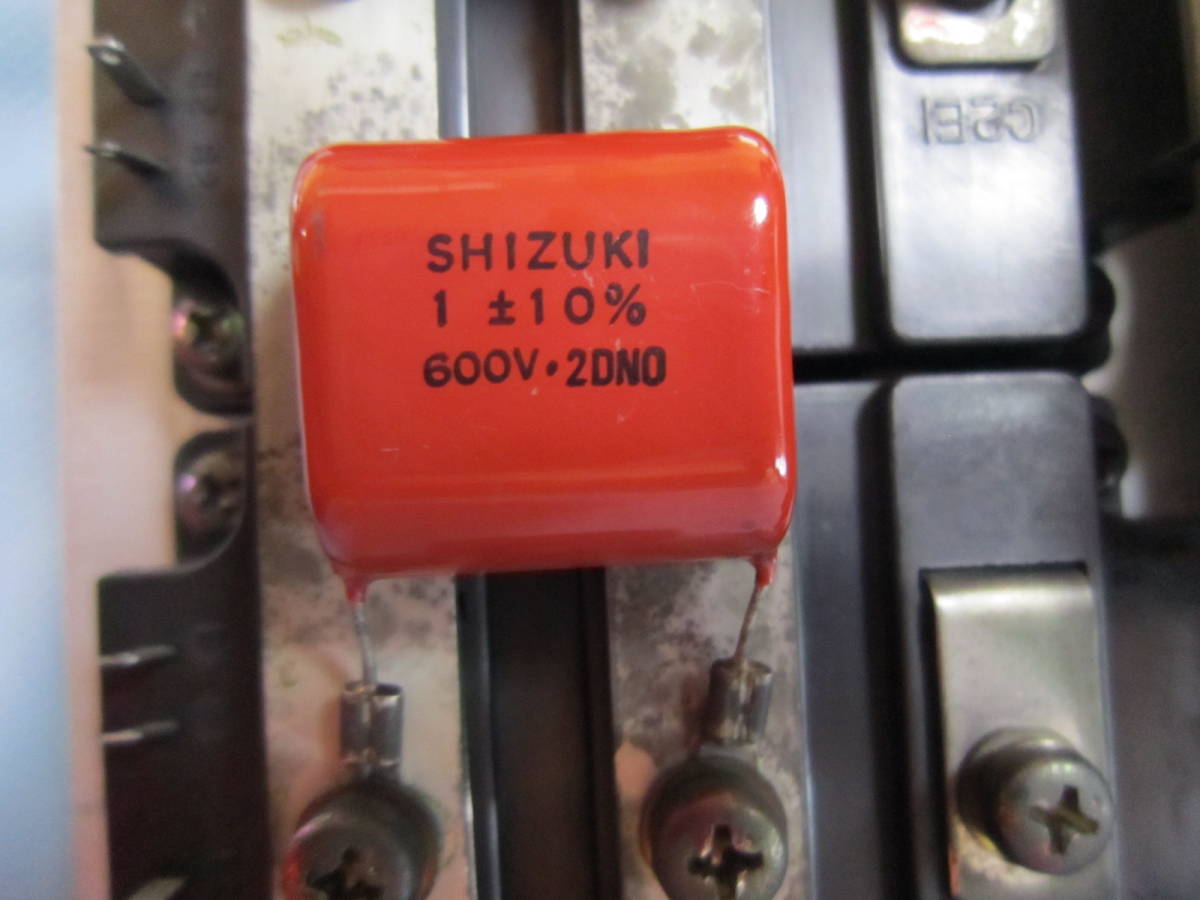 SHIZUKI
1 ±10%
600V·2DNO